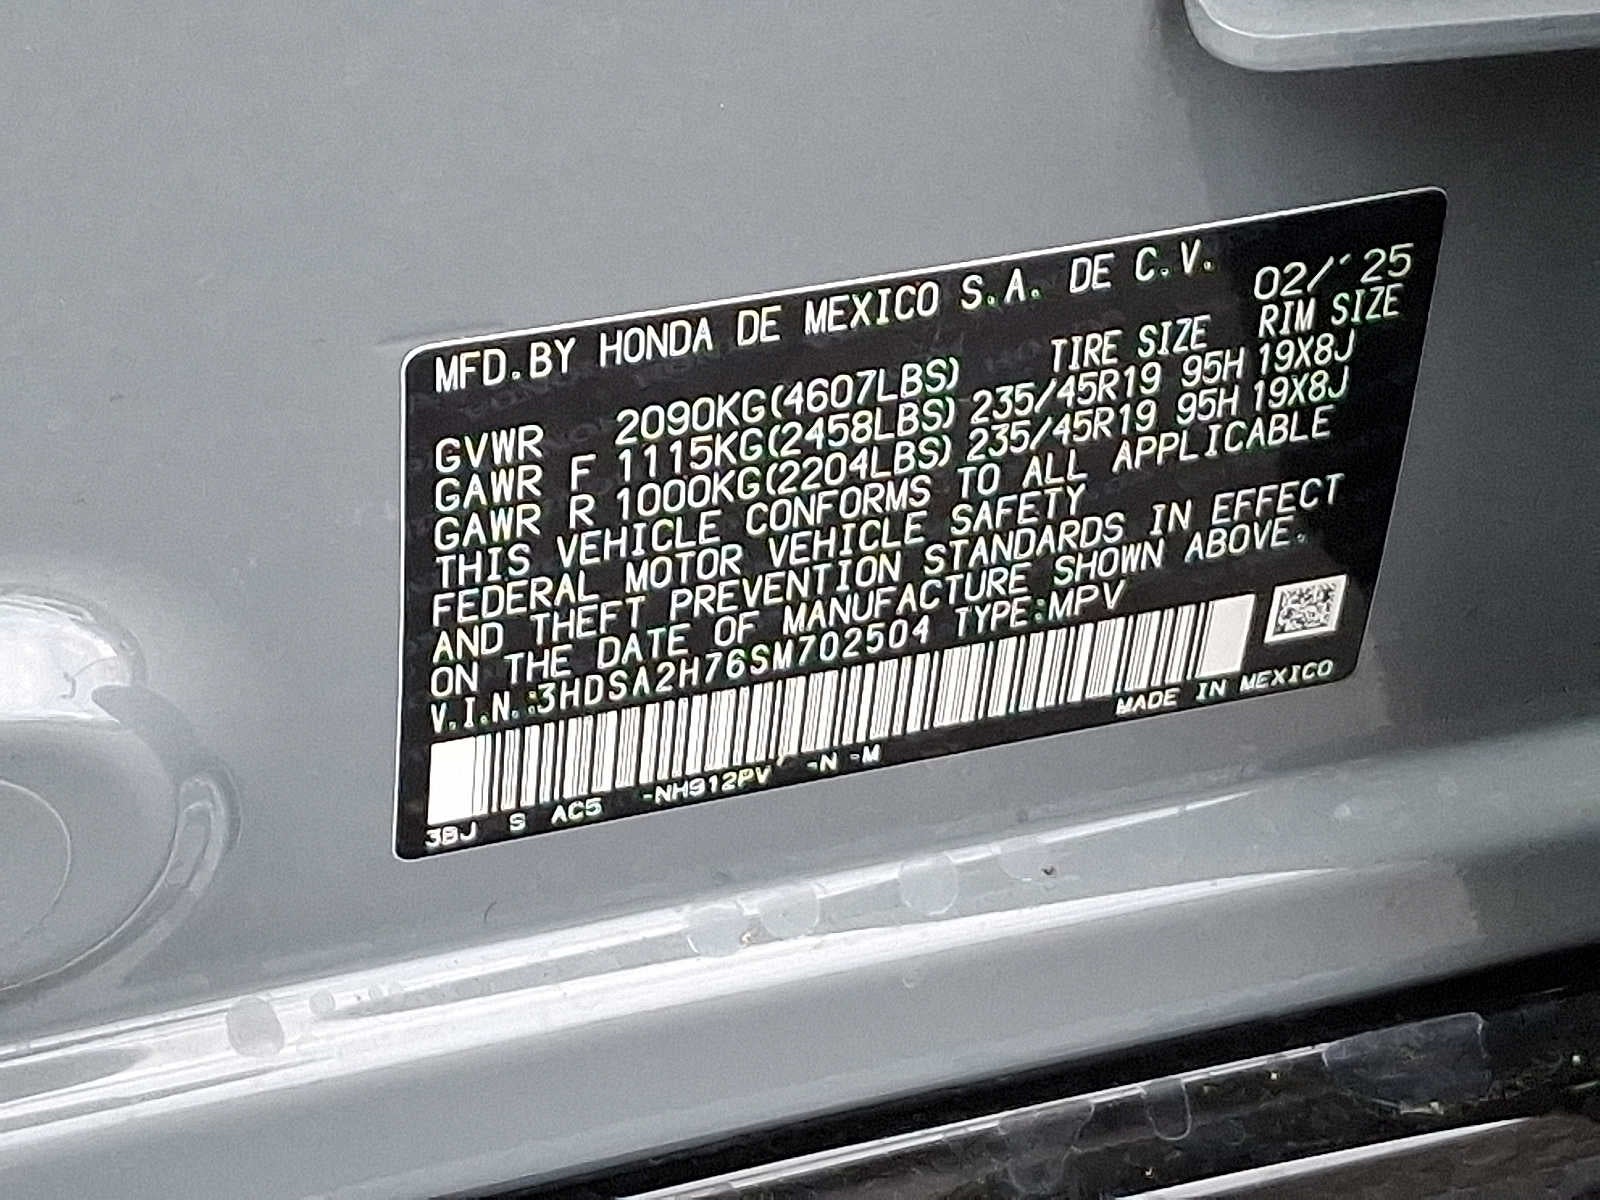 MFD.BY HONDA DE MEXICO S.A. DE C.V. 02/'25
TIRE SIZE RIM SIZE
GVWR 2090KG(4607LBS)
GAWR F 1115KG(2458LBS) 235/45R19 95H 19X8J
GAWR R 1000KG(2204LBS) 235/45R19 95H 19X8J
THIS VEHICLE CONFORMS TO ALL APPLICABLE
FEDERAL MOTOR VEHICLE SAFETY
AND THEFT PREVENTION STANDARDS IN EFFECT
ON THE DATE OF MANUFACTURE SHOWN ABOVE.
V.I.N.:3HDSA2H76SM702504 TYPE:MPV
MADE IN MEXICO
3BJ S AC5 -NH912PV -N -M